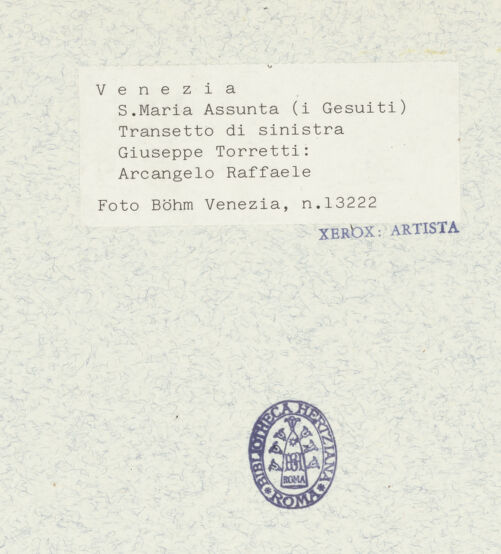 V e n e z i a
S.Maria Assunta (i Gesuiti)
Transetto di sinistra
Giuseppe Torretti:
Arcangelo Raffaele
Foto Böhm Venezia, n.13222
XEROX: ARTISTA
BIBLIOTHECA HERTZIANA
ROMA
ROMA